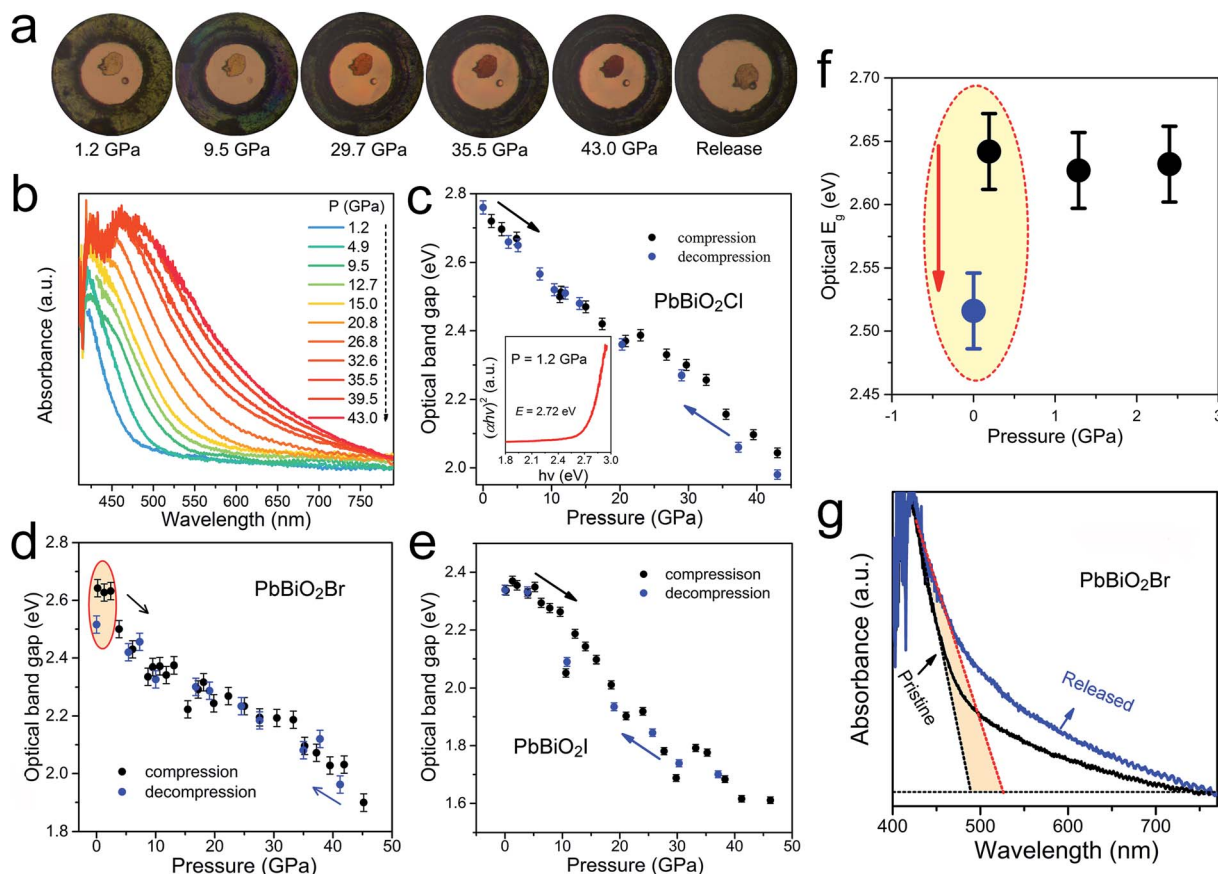 a
1.2 GPa
9.5 GPa
29.7 GPa
35.5 GPa
43.0 GPa
Release
b
Absorbance (a.u.)
P (GPa)
1.2
4.9
9.5
12.7
15.0
20.8
26.8
32.6
35.5
39.5
43.0
450 500 550 600 650 700 750
Wavelength (nm)
c
Optical band gap (eV)
2.8
2.6
2.4
2.2
2.0
compression
decompression
PbBiO₂Cl
(αhν)² (a.u.)
P = 1.2 GPa
E = 2.72 eV
1.8 2.1 2.4 2.7 3.0
hν (eV)
0 10 20 30 40
Pressure (GPa)
d
Optical band gap (eV)
2.8
2.6
2.4
2.2
2.0
1.8
PbBiO₂Br
compression
decompression
0 10 20 30 40 50
Pressure (GPa)
e
Optical band gap (eV)
2.4
2.2
2.0
1.8
1.6
compressison
decompression
PbBiO₂I
0 10 20 30 40 50
Pressure (GPa)
f
Optical E_g (eV)
2.70
2.65
2.60
2.55
2.50
2.45
-1 0 1 2 3
Pressure (GPa)
g
Absorbance (a.u.)
PbBiO₂Br
Pristine
Released
400 500 600 700
Wavelength (nm)